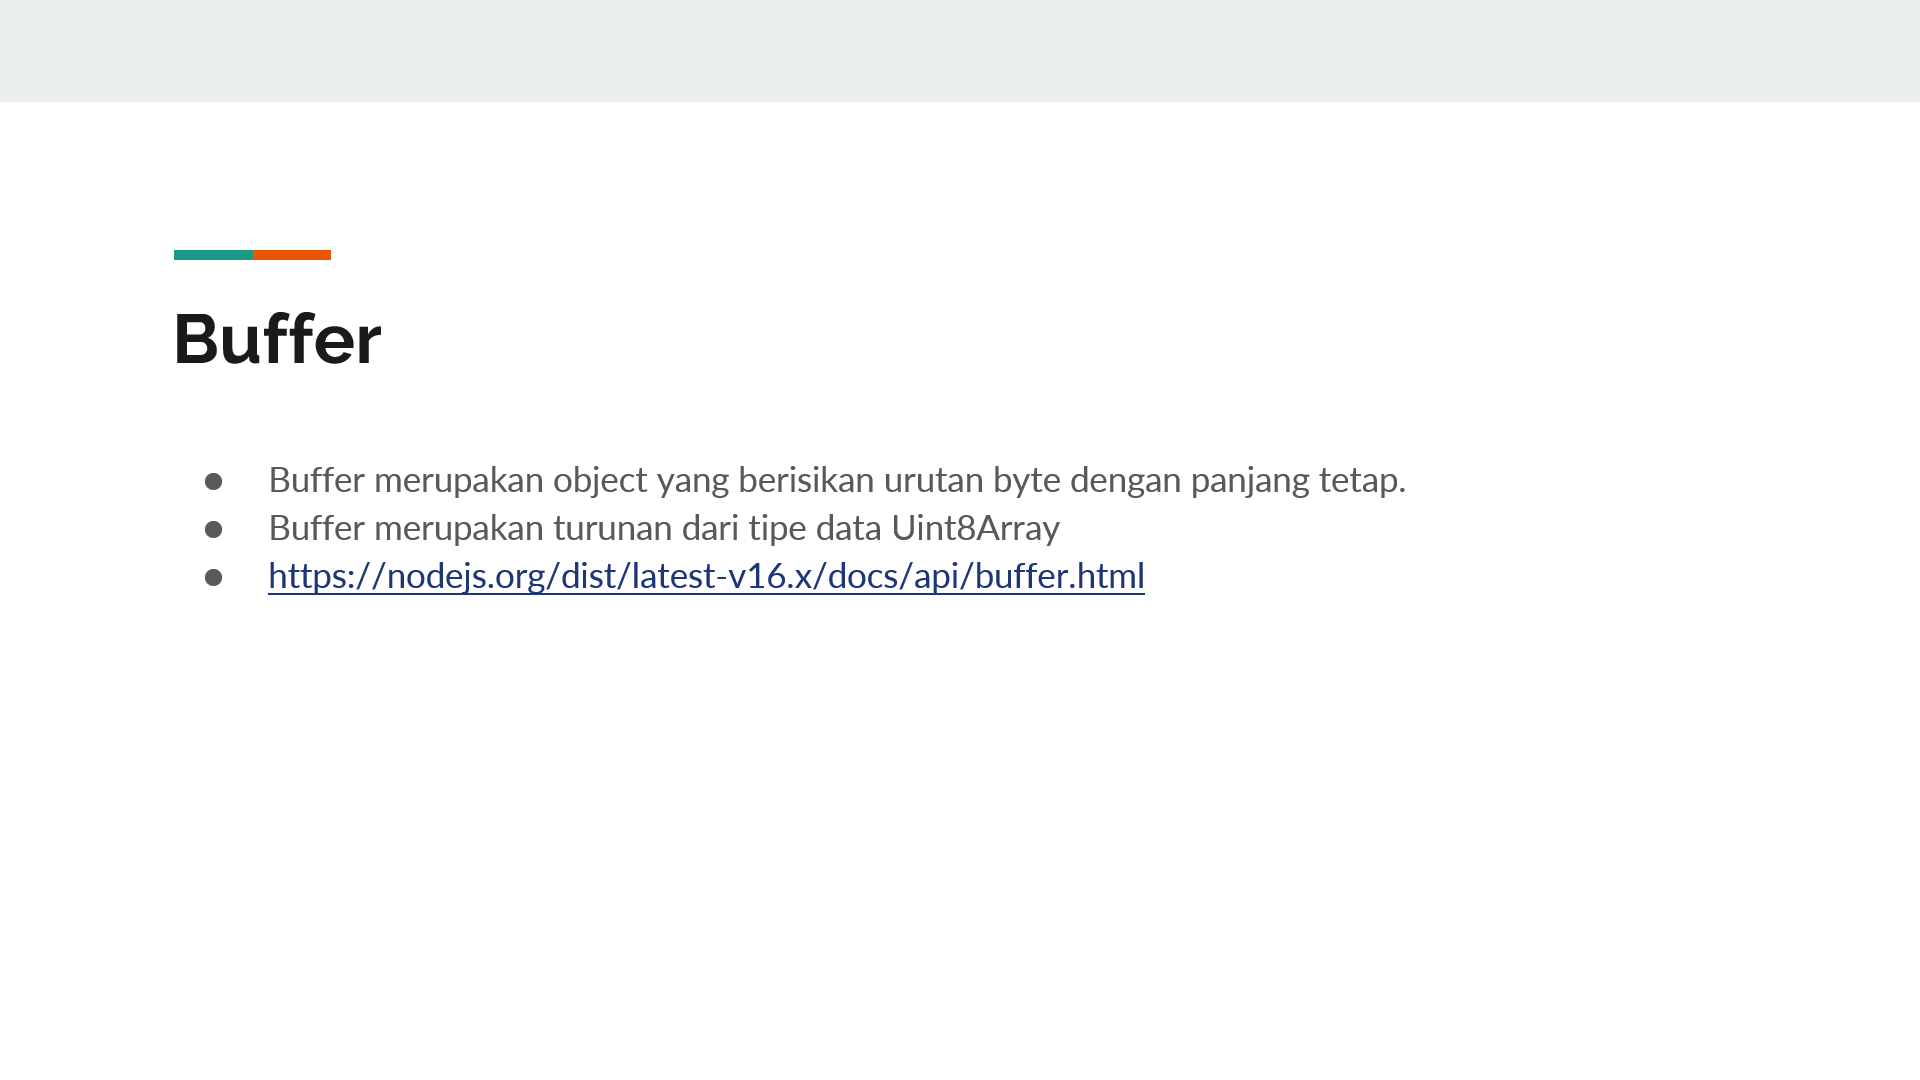 Buffer
● Buffer merupakan object yang berisikan urutan byte dengan panjang tetap.
● Buffer merupakan turunan dari tipe data Uint8Array
● https://nodejs.org/dist/latest-v16.x/docs/api/buffer.html